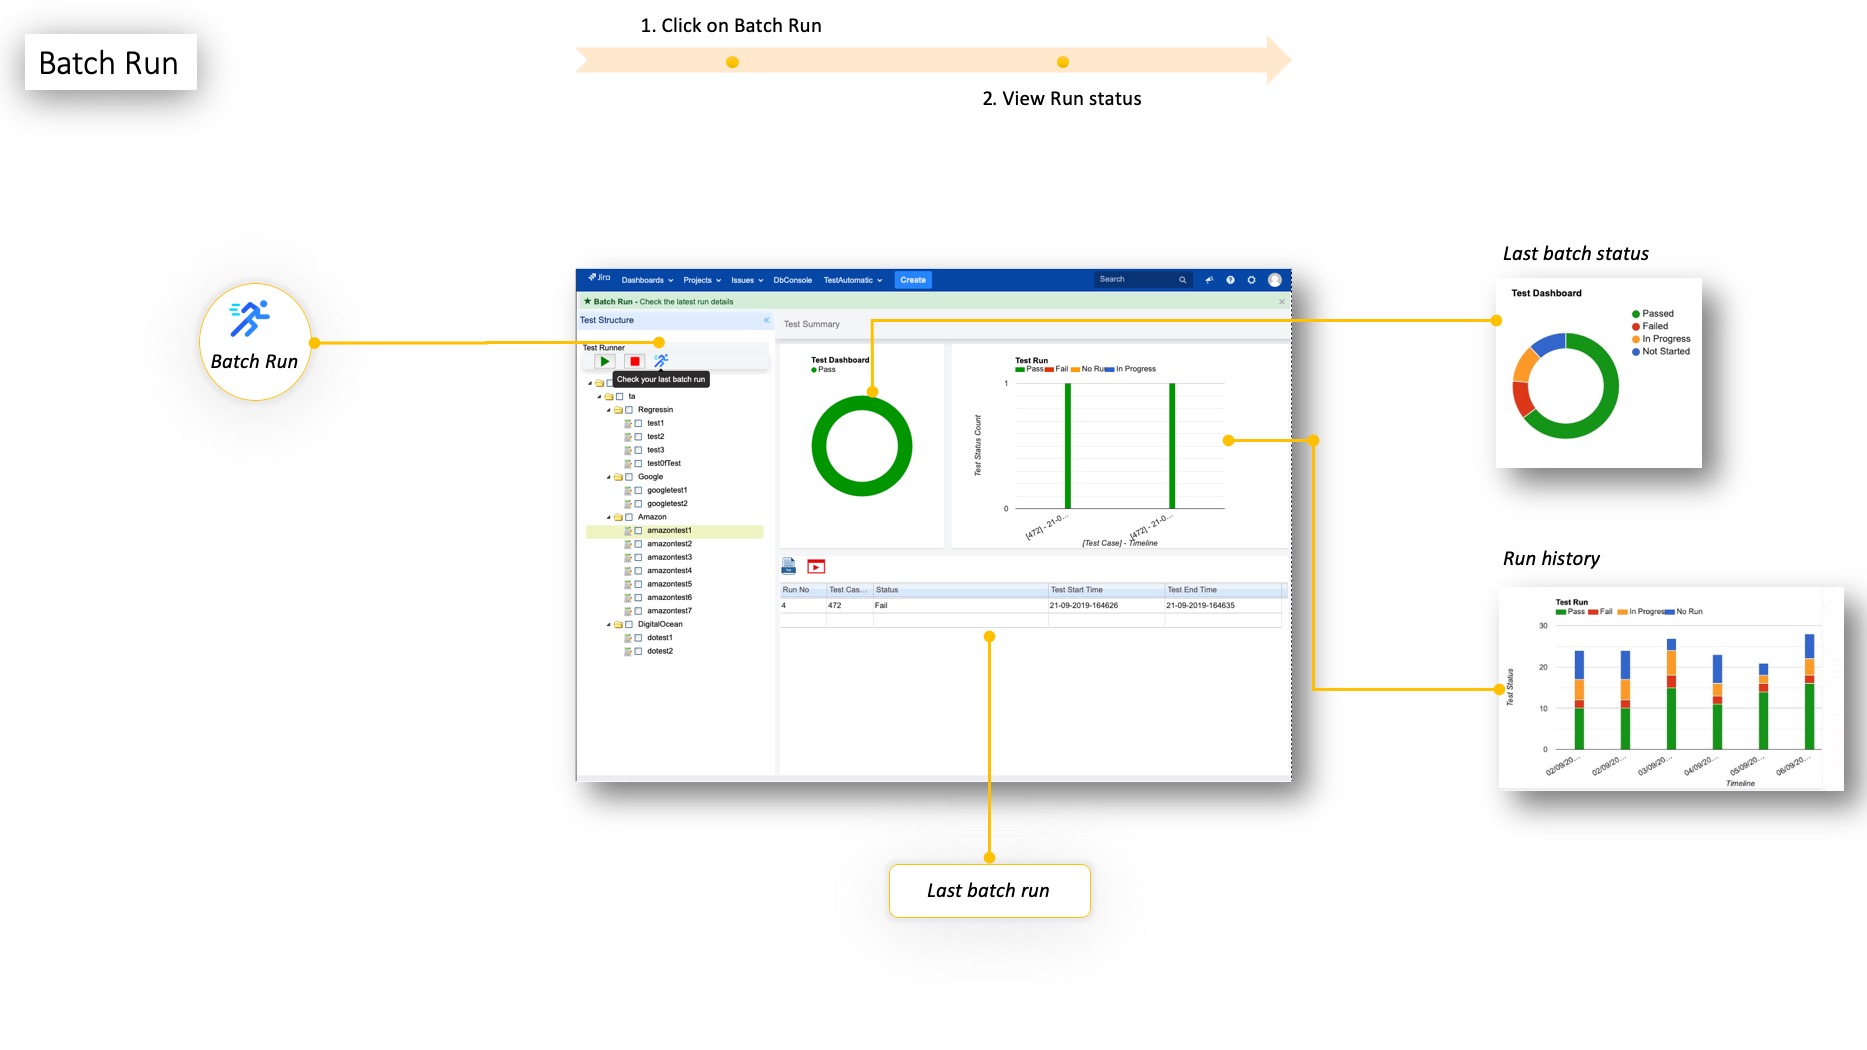 Batch Run
1. Click on Batch Run
2. View Run status
Batch Run
Jira Dashboards Projects Issues DbConsole TestAutomatic Create Search
★ Batch Run - Check the latest run details ×
Test Structure «
Test Summary
Test Runner
Check your last batch run
ta
Regressin
test1
test2
test3
test0fTest
Google
googletest1
googletest2
Amazon
amazontest1
amazontest2
amazontest3
amazontest4
amazontest5
amazontest6
amazontest7
DigitalOcean
dotest1
dotest2
Test Dashboard
Pass
Test Run
Pass Fail No Ru In Progress
1
Test Status Count
0
[472] - 21-0... [472] - 21-0...
[Test Case] - Timeline
Run No Test Cas... Status Test Start Time Test End Time
4 472 Fail 21-09-2019-164626 21-09-2019-164635
Last batch run
Last batch status
Test Dashboard
Passed
Failed
In Progress
Not Started
Run history
Test Run
Pass Fail In Progres No Run
30
20
10
0
Test Status
02/09/20... 02/09/20... 03/09/20... 04/09/20... 05/09/20... 06/09/20...
Timeline